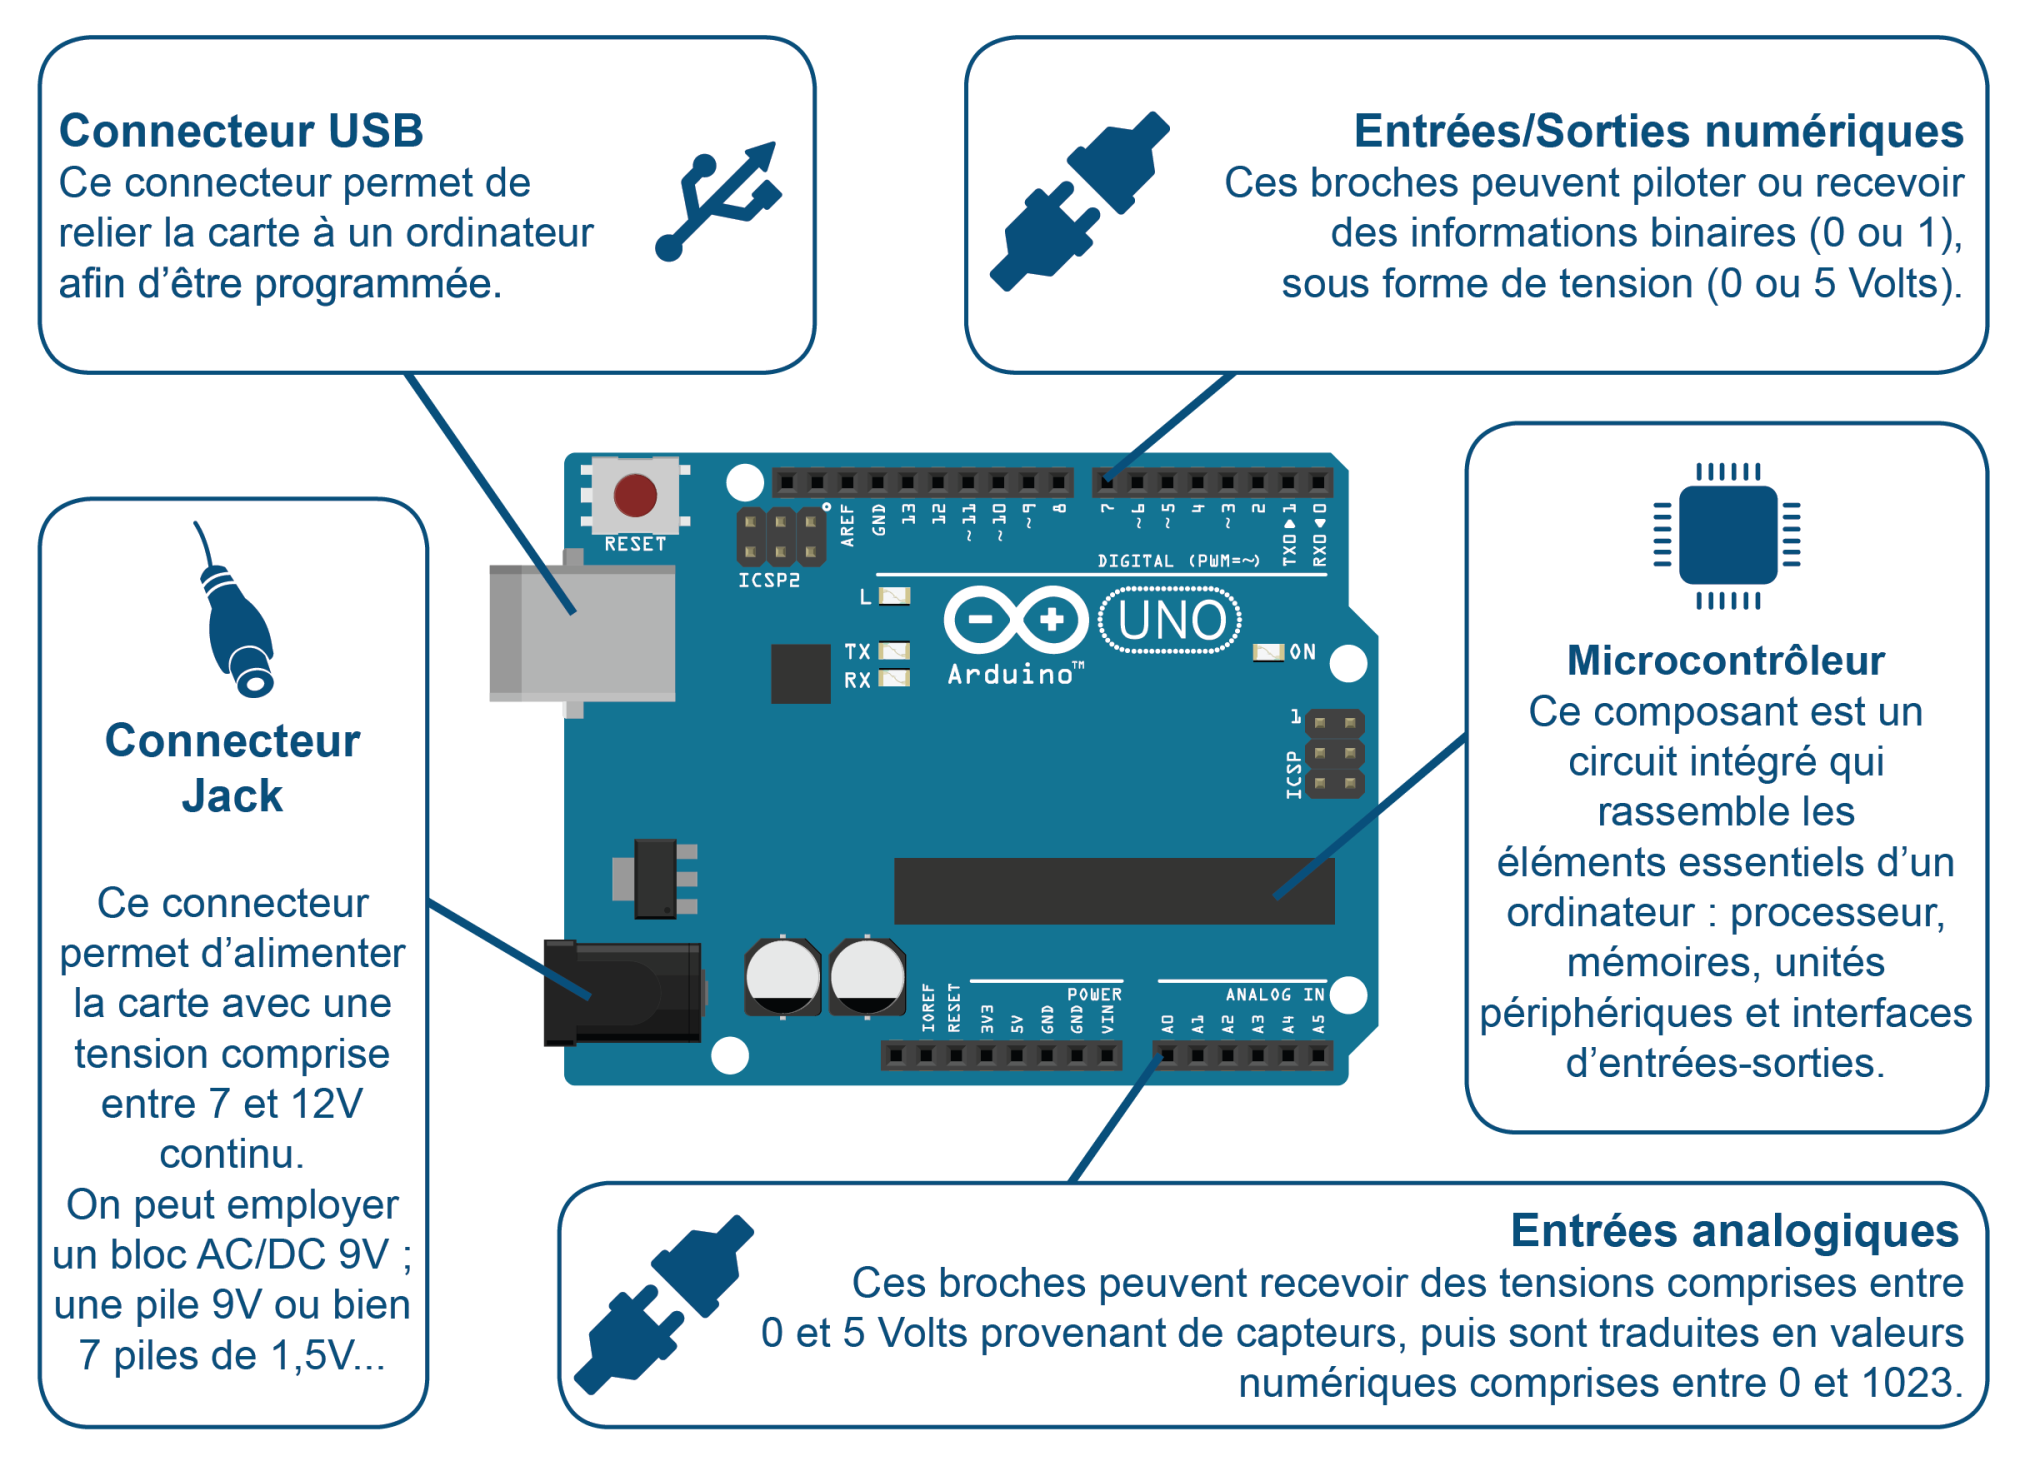 Connecteur USB
Ce connecteur permet de
relier la carte à un ordinateur
afin d’être programmée.
Entrées/Sorties numériques
Ces broches peuvent piloter ou recevoir
des informations binaires (0 ou 1),
sous forme de tension (0 ou 5 Volts).
Connecteur
Jack
Ce connecteur
permet d’alimenter
la carte avec une
tension comprise
entre 7 et 12V
continu.
On peut employer
un bloc AC/DC 9V ;
une pile 9V ou bien
7 piles de 1,5V...
RESET
ICSP2
AREF
GND
13
12
~11
~10
~9
8
7
~6
~5
4
~3
2
TX0▶1
RX0◀0
DIGITAL (PWM=~)
L
TX
RX
Arduino™
UNO
ON
1
ICSP
IOREF
RESET
3V3
5V
GND
GND
VIN
POWER
ANALOG IN
A0
A1
A2
A3
A4
A5
Microcontrôleur
Ce composant est un
circuit intégré qui
rassemble les
éléments essentiels d’un
ordinateur : processeur,
mémoires, unités
périphériques et interfaces
d’entrées-sorties.
Entrées analogiques
Ces broches peuvent recevoir des tensions comprises entre
0 et 5 Volts provenant de capteurs, puis sont traduites en valeurs
numériques comprises entre 0 et 1023.